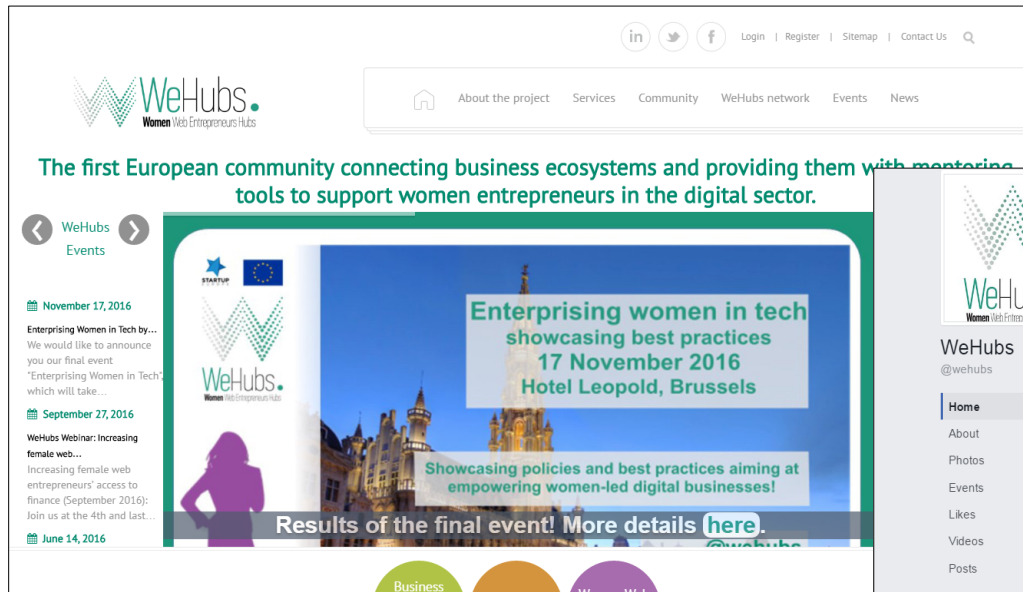 in f Login | Register | Sitemap | Contact Us
WeHubs.
Women Web Entrepreneurs Hubs
About the project Services Community WeHubs network Events News
The first European community connecting business ecosystems and providing them with mentoring
tools to support women entrepreneurs in the digital sector.
WeHubs
Events
November 17, 2016
Enterprising Women in Tech by...
We would like to announce
you our final event
"Enterprising Women in Tech",
which will take...
September 27, 2016
WeHubs Webinar: Increasing
female web...
Increasing female web
entrepreneurs' access to
finance (September 2016):
Join us at the 4th and last...
June 14, 2016
STARTUP
EUROPE
WeHubs.
Women Web Entrepreneurs Hubs
Enterprising women in tech
showcasing best practices
17 November 2016
Hotel Leopold, Brussels
Showcasing policies and best practices aiming at
empowering women-led digital businesses!
Results of the final event! More details here.
@wehubs
Business
Women
WeHubs
@wehubs
Home
About
Photos
Events
Likes
Videos
Posts